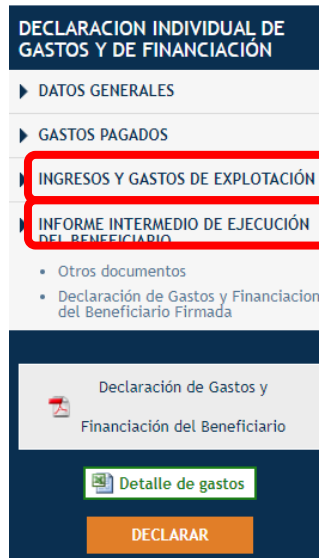 DECLARACION INDIVIDUAL DE
GASTOS Y DE FINANCIACIÓN
DATOS GENERALES
GASTOS PAGADOS
INGRESOS Y GASTOS DE EXPLOTACIÓN
INFORME INTERMEDIO DE EJECUCIÓN
DEL BENEFICIARIO
Otros documentos
Declaración de Gastos y Financiacion
del Beneficiario Firmada
Declaración de Gastos y
Financiación del Beneficiario
Detalle de gastos
DECLARAR